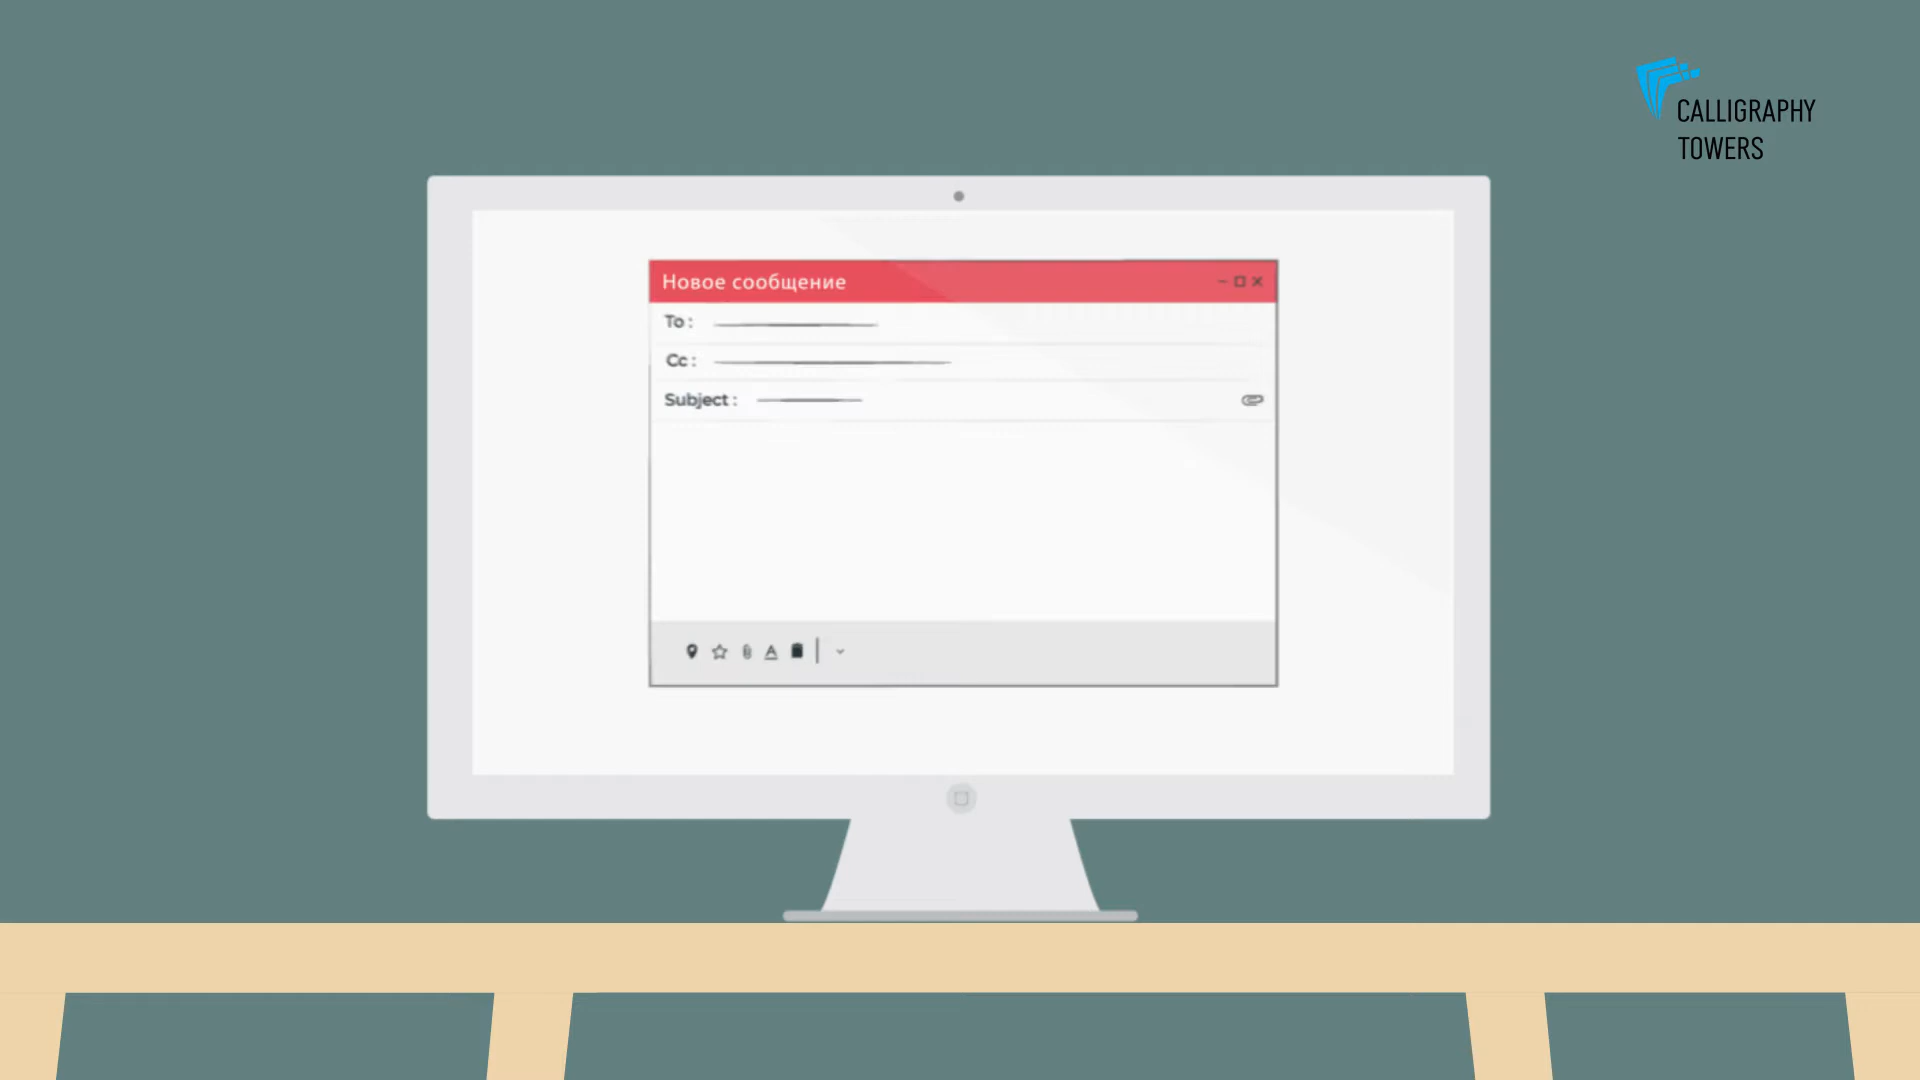 CALLIGRAPHY
TOWERS
Новое сообщение
To :
Cc :
Subject :